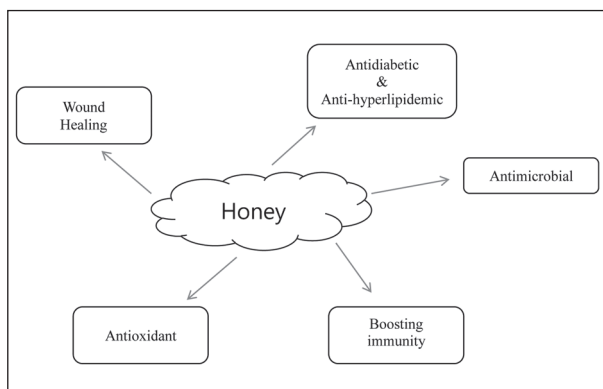 Antidiabetic
&
Anti-hyperlipidemic
Wound
Healing
Antimicrobial
Honey
Antioxidant
Boosting
immunity